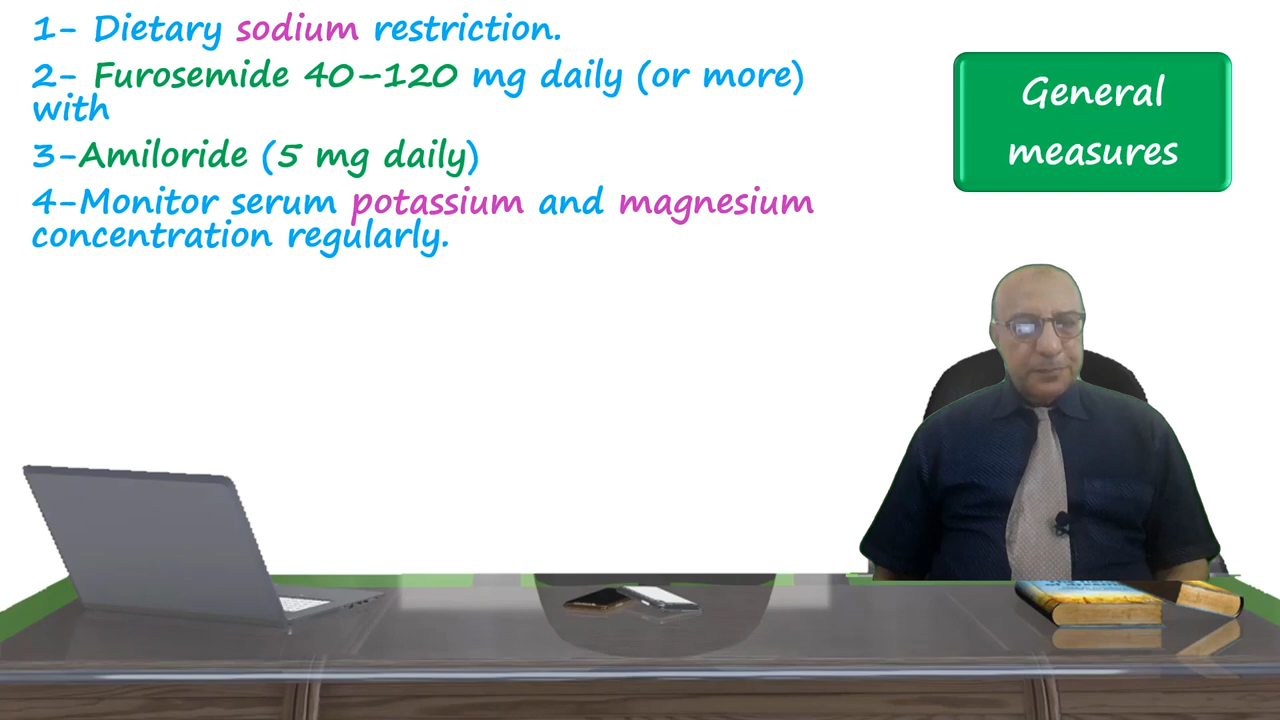 1- Dietary sodium restriction.
2- Furosemide 40–120 mg daily (or more)
with
3-Amiloride (5 mg daily)
4-Monitor serum potassium and magnesium
concentration regularly.
General
measures